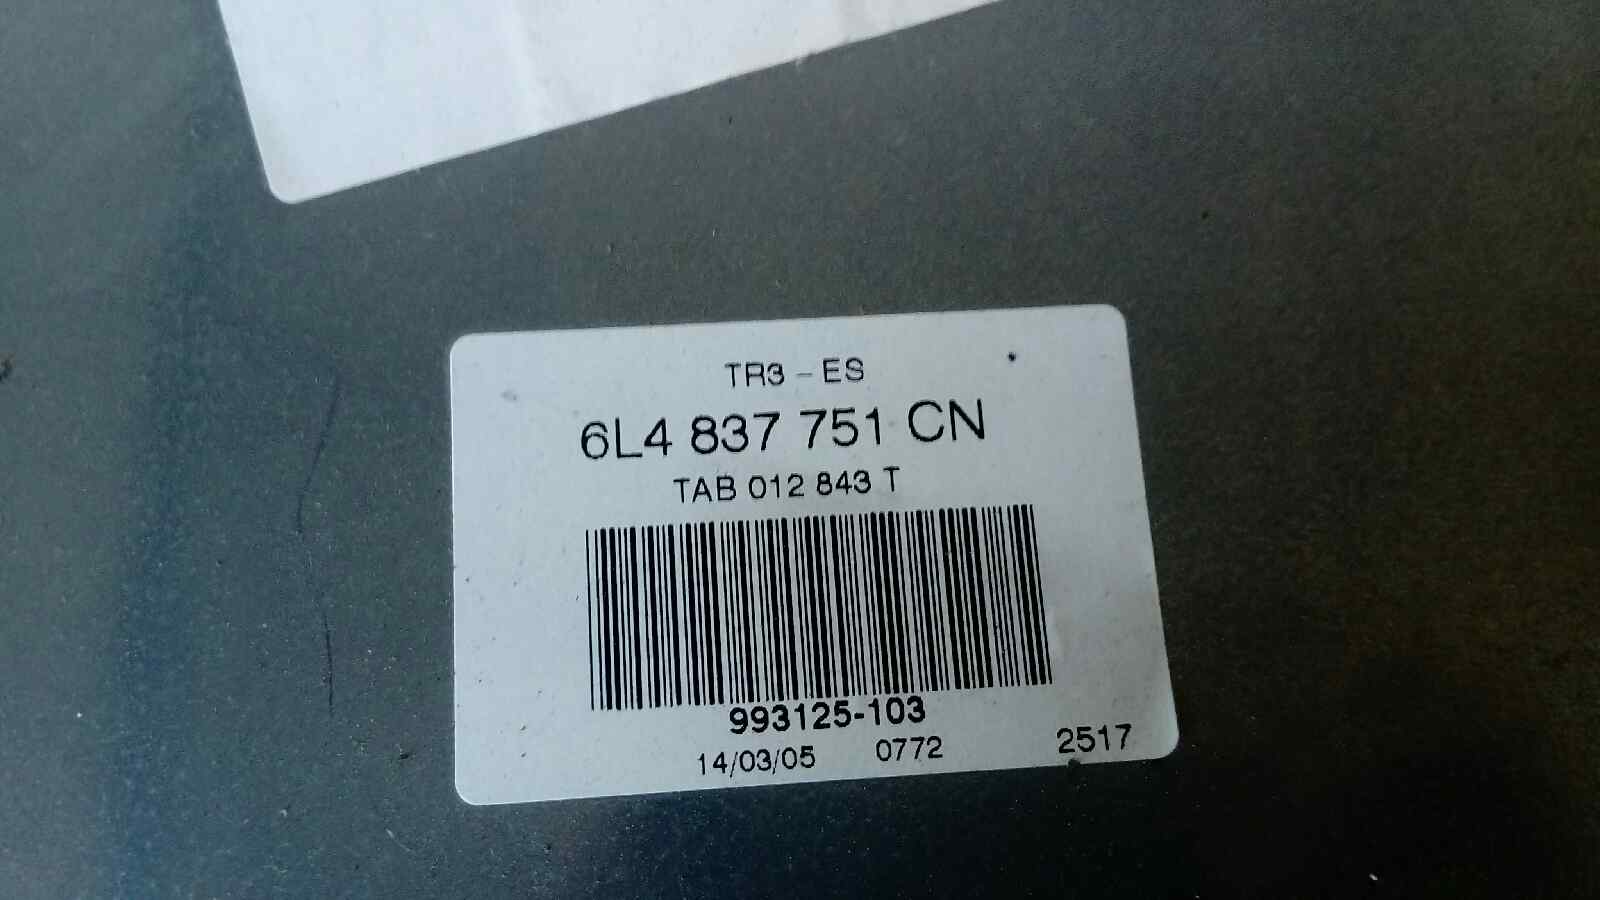 TR3 - ES
6L4 837 751 CN
TAB 012 843 T
993125-103
14/03/05 0772 2517